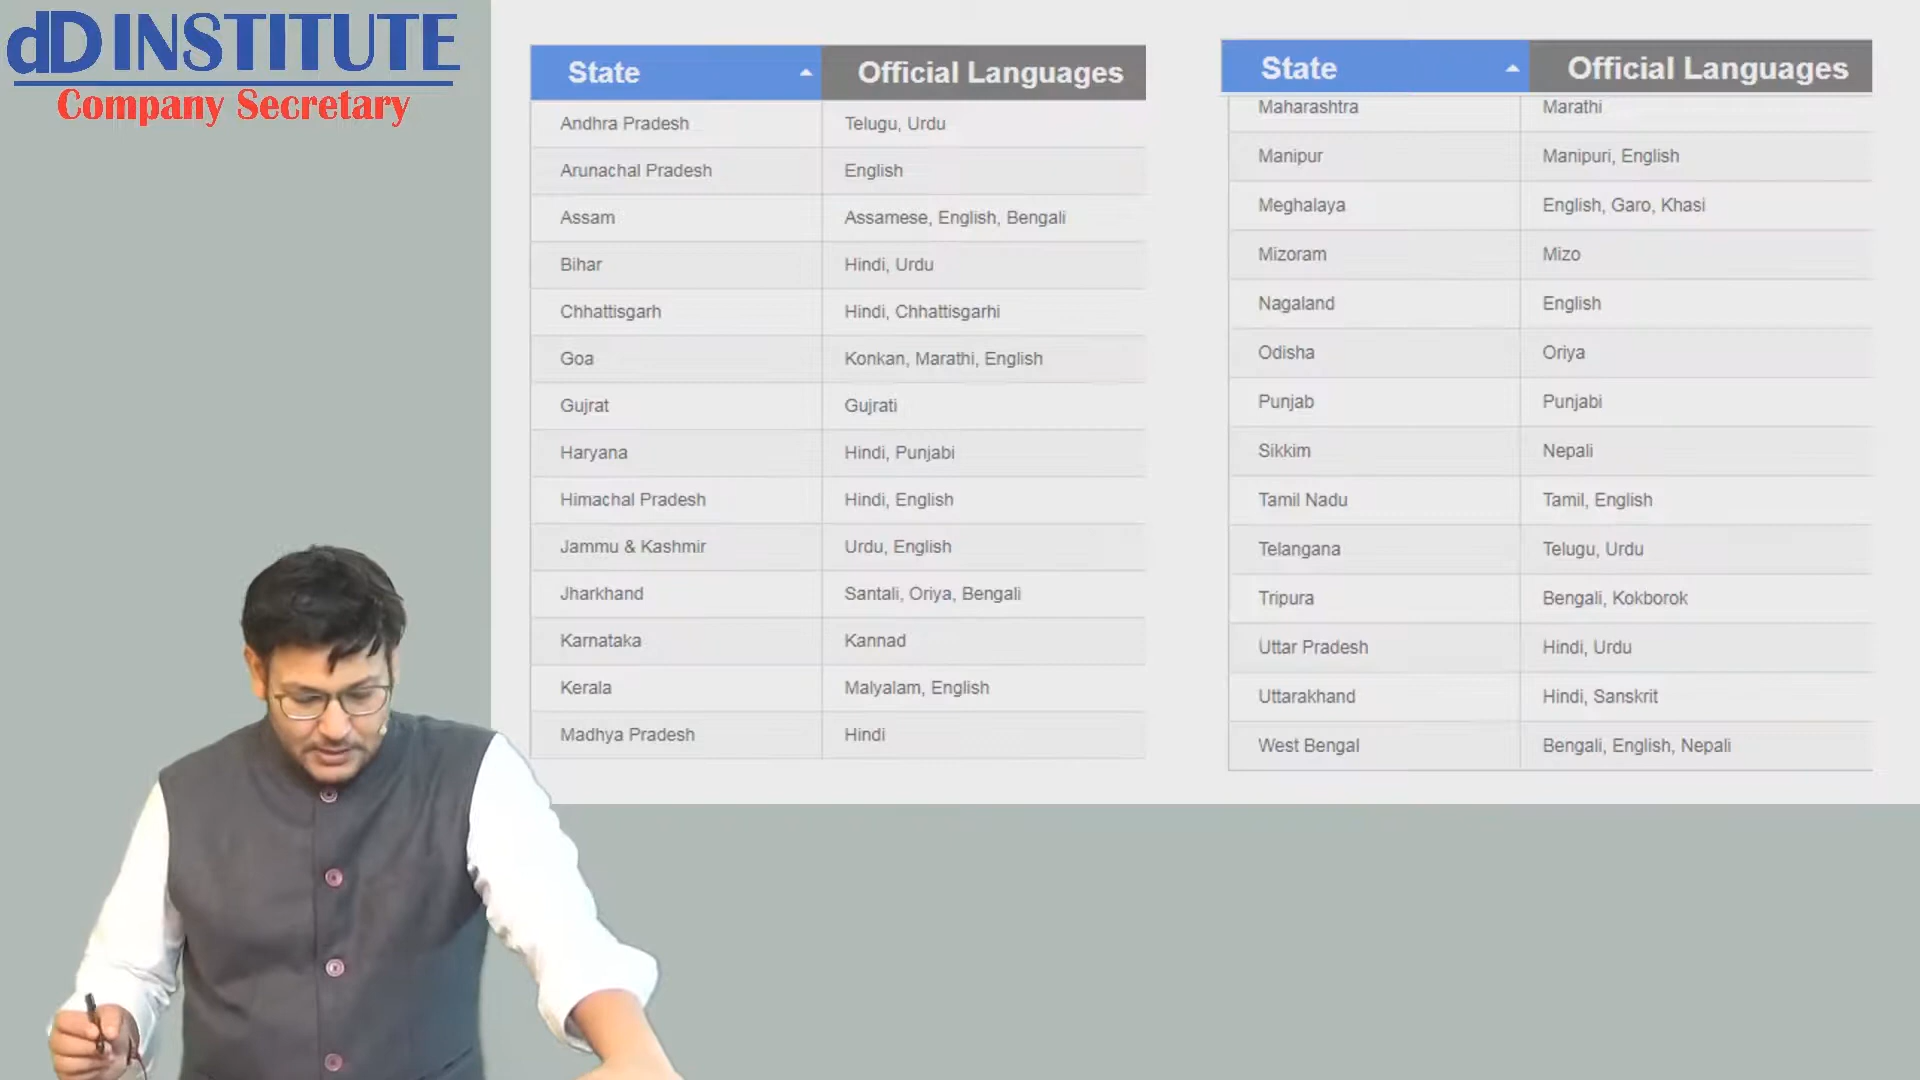 dDINSTITUTE
Company Secretary
State Official Languages
Andhra Pradesh Telugu, Urdu
Arunachal Pradesh English
Assam Assamese, English, Bengali
Bihar Hindi, Urdu
Chhattisgarh Hindi, Chhattisgarhi
Goa Konkan, Marathi, English
Gujrat Gujrati
Haryana Hindi, Punjabi
Himachal Pradesh Hindi, English
Jammu & Kashmir Urdu, English
Jharkhand Santali, Oriya, Bengali
Karnataka Kannad
Kerala Malyalam, English
Madhya Pradesh Hindi
State Official Languages
Maharashtra Marathi
Manipur Manipuri, English
Meghalaya English, Garo, Khasi
Mizoram Mizo
Nagaland English
Odisha Oriya
Punjab Punjabi
Sikkim Nepali
Tamil Nadu Tamil, English
Telangana Telugu, Urdu
Tripura Bengali, Kokborok
Uttar Pradesh Hindi, Urdu
Uttarakhand Hindi, Sanskrit
West Bengal Bengali, English, Nepali